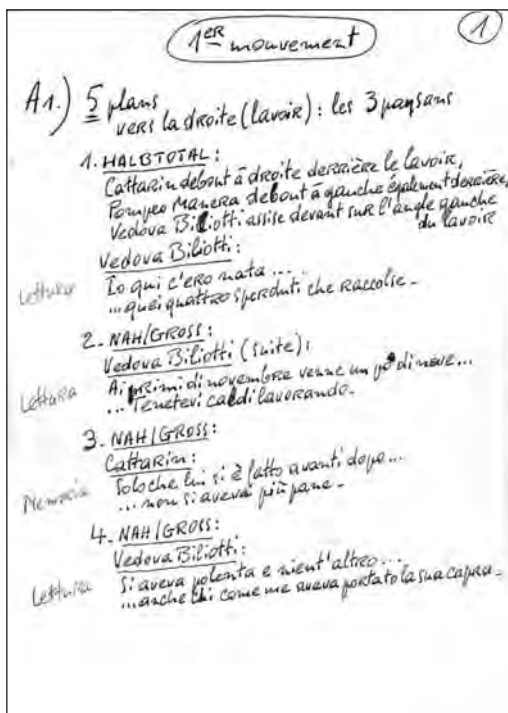 1ER mouvement
1
A1.) 5 plans
vers la droite (lavoir) : les 3 paysans
1. HALBTOTAL :
Cattarin debout à droite derrière le lavoir,
Pompeo Manera debout à gauche également derrière,
Vedova Biliotti assise devant sur l'angle gauche
du lavoir
Vedova Biliotti :
Io qui c'ero nata ...
Lettura ... quei quattro sperduti che raccolse -
2. NAH/GROSS :
Vedova Biliotti (suite) :
Ai primi di novembre venne un po' di neve ...
Lettura ... Tenetevi caldi lavorando.
3. NAH/GROSS :
Cattarin :
Solo che lui si è fatto avanti dopo ...
Memoria ... non si aveva più pane -
4. NAH/GROSS :
Vedova Biliotti :
Si aveva polenta e nient'altro ...
Lettura ... anche chi come me aveva portato la sua capra -